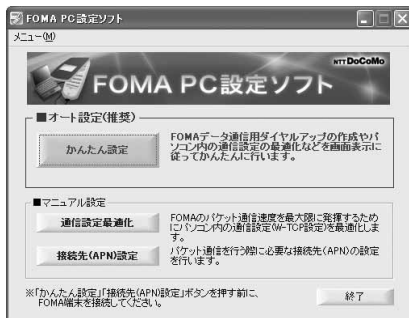 FOMA PC設定ソフト
メニュー(M)
NTT DoCoMo
FOMA PC設定ソフト
■オート設定(推奨)
かんたん設定
FOMAデータ通信用ダイヤルアップの作成やパ
ソコン内の通信設定の最適化などを画面表示に
従ってかんたんに行います。
■マニュアル設定
通信設定最適化
FOMAのパケット通信速度を最大限に発揮するため
にパソコン内の通信設定(W-TCP設定)を最適化しま
す。
接続先(APN)設定
パケット通信を行う際に必要な接続先(APN)の設定
を行います。
※「かんたん設定」「接続先(APN)設定」ボタンを押す前に、
FOMA端末を接続してください。
終了